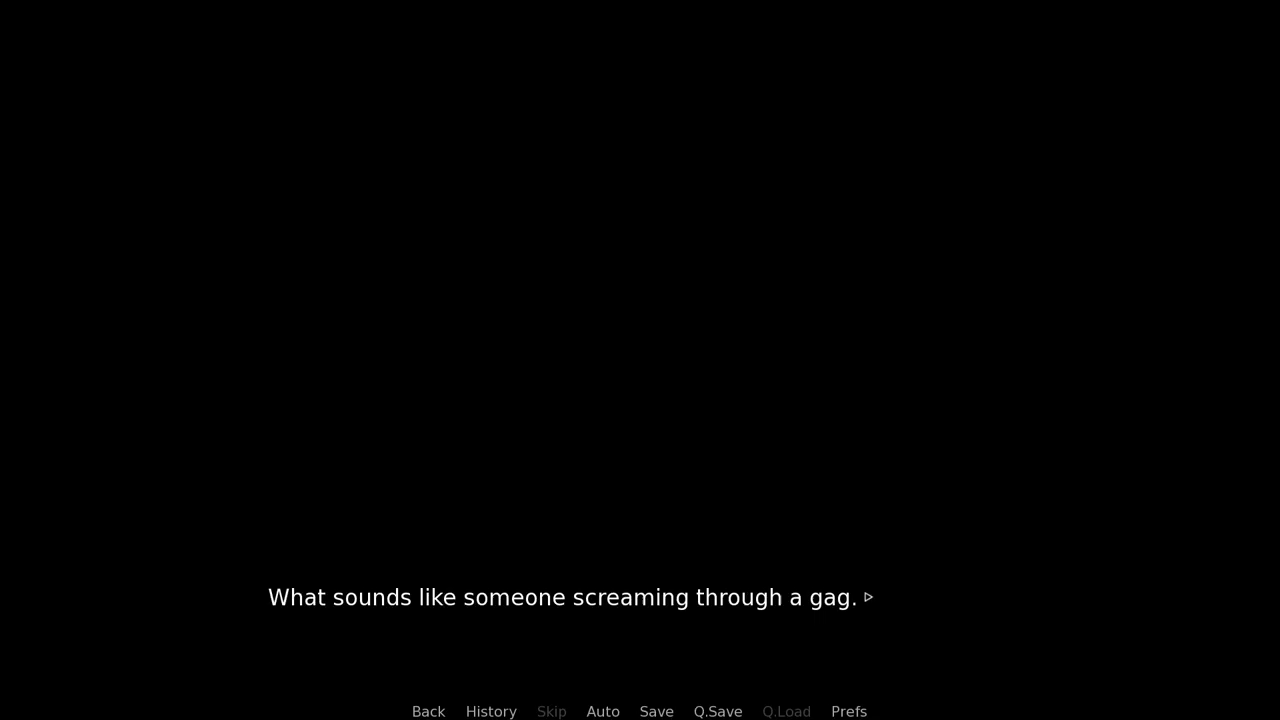 What sounds like someone screaming through a gag.
Back History Skip Auto Save Q.Save Q.Load Prefs